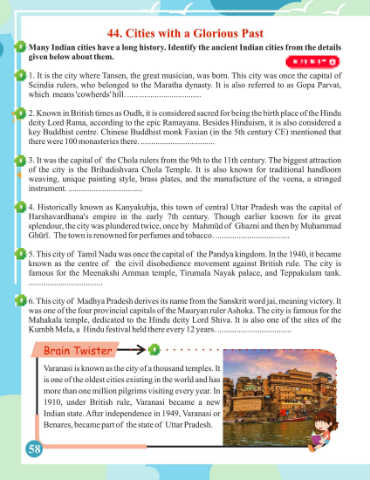 44. Cities with a Glorious Past
Many Indian cities have a long history. Identify the ancient Indian cities from the details
given below about them.
1. It is the city where Tansen, the great musician, was born. This city was once the capital of
Scindia rulers, who belonged to the Maratha dynasty. It is also referred to as Gopa Parvat,
which means 'cowherds' hill. ..................................
2. Known in British times as Oudh, it is considered sacred for being the birth place of the Hindu
deity Lord Rama, according to the epic Ramayana. Besides Hinduism, it is also considered a
key Buddhist centre. Chinese Buddhist monk Faxian (in the 5th century CE) mentioned that
there were 100 monasteries there. ..................................
3. It was the capital of the Chola rulers from the 9th to the 11th century. The biggest attraction
of the city is the Brihadishvara Chola Temple. It is also known for traditional handloom
weaving, unique painting style, brass plates, and the manufacture of the veena, a stringed
instrument. ..................................
4. Historically known as Kanyakubja, this town of central Uttar Pradesh was the capital of
Harshavardhana's empire in the early 7th century. Though earlier known for its great
splendour, the city was plundered twice, once by Maḥmūd of Ghazni and then by Muhammad
Ghūrī. The town is renowned for perfumes and tobacco. ..................................
5. This city of Tamil Nadu was once the capital of the Pandya kingdom. In the 1940, it became
known as the centre of the civil disobedience movement against British rule. The city is
famous for the Meenakshi Amman temple, Tirumala Nayak palace, and Teppakulam tank.
..................................
6. This city of Madhya Pradesh derives its name from the Sanskrit word jai, meaning victory. It
was one of the four provincial capitals of the Mauryan ruler Ashoka. The city is famous for the
Mahakala temple, dedicated to the Hindu deity Lord Shiva. It is also one of the sites of the
Kumbh Mela, a Hindu festival held there every 12 years. ..................................
Brain Twister
Varanasi is known as the city of a thousand temples. It
is one of the oldest cities existing in the world and has
more than one million pilgrims visiting every year. In
1910, under British rule, Varanasi became a new
Indian state. After independence in 1949, Varanasi or
Benares, became part of the state of Uttar Pradesh.
58